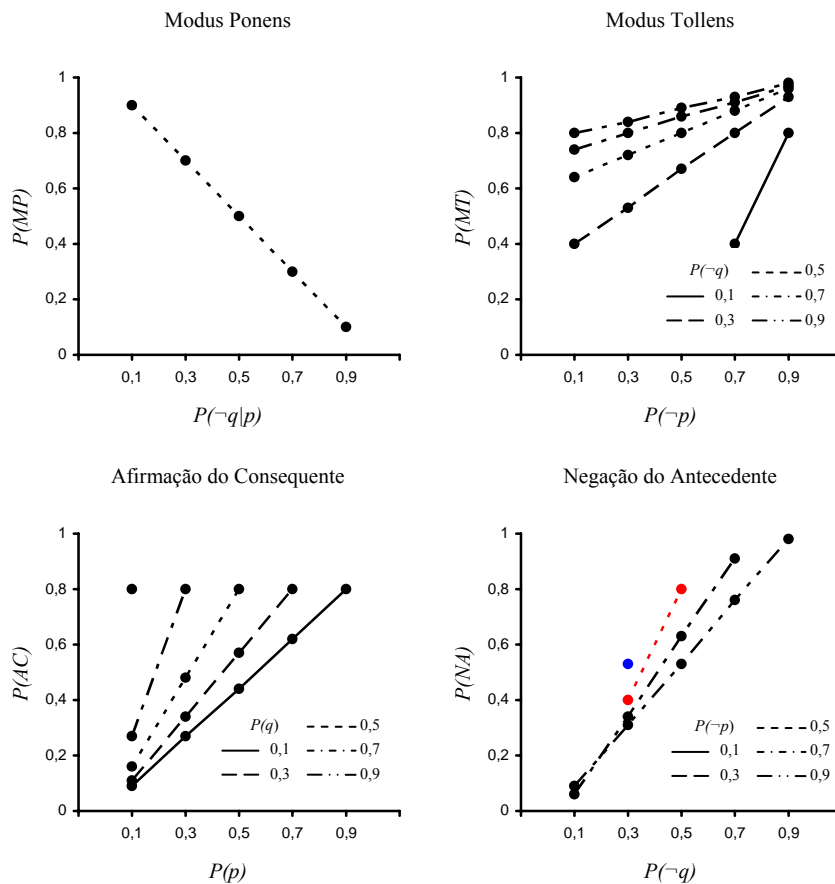 Modus Ponens
Modus Tollens
1
0,8
0,6
0,4
0,2
0
P(MP)
0,1 0,3 0,5 0,7 0,9
P(¬q|p)
1
0,8
0,6
0,4
0,2
0
P(MT)
P(¬q) 0,5
0,1 0,7
0,3 0,9
0,1 0,3 0,5 0,7 0,9
P(¬p)
Afirmação do Consequente
Negação do Antecedente
1
0,8
0,6
0,4
0,2
0
P(AC)
P(q) 0,5
0,1 0,7
0,3 0,9
0,1 0,3 0,5 0,7 0,9
P(p)
1
0,8
0,6
0,4
0,2
0
P(NA)
P(¬p) 0,5
0,1 0,7
0,3 0,9
0,1 0,3 0,5 0,7 0,9
P(¬q)